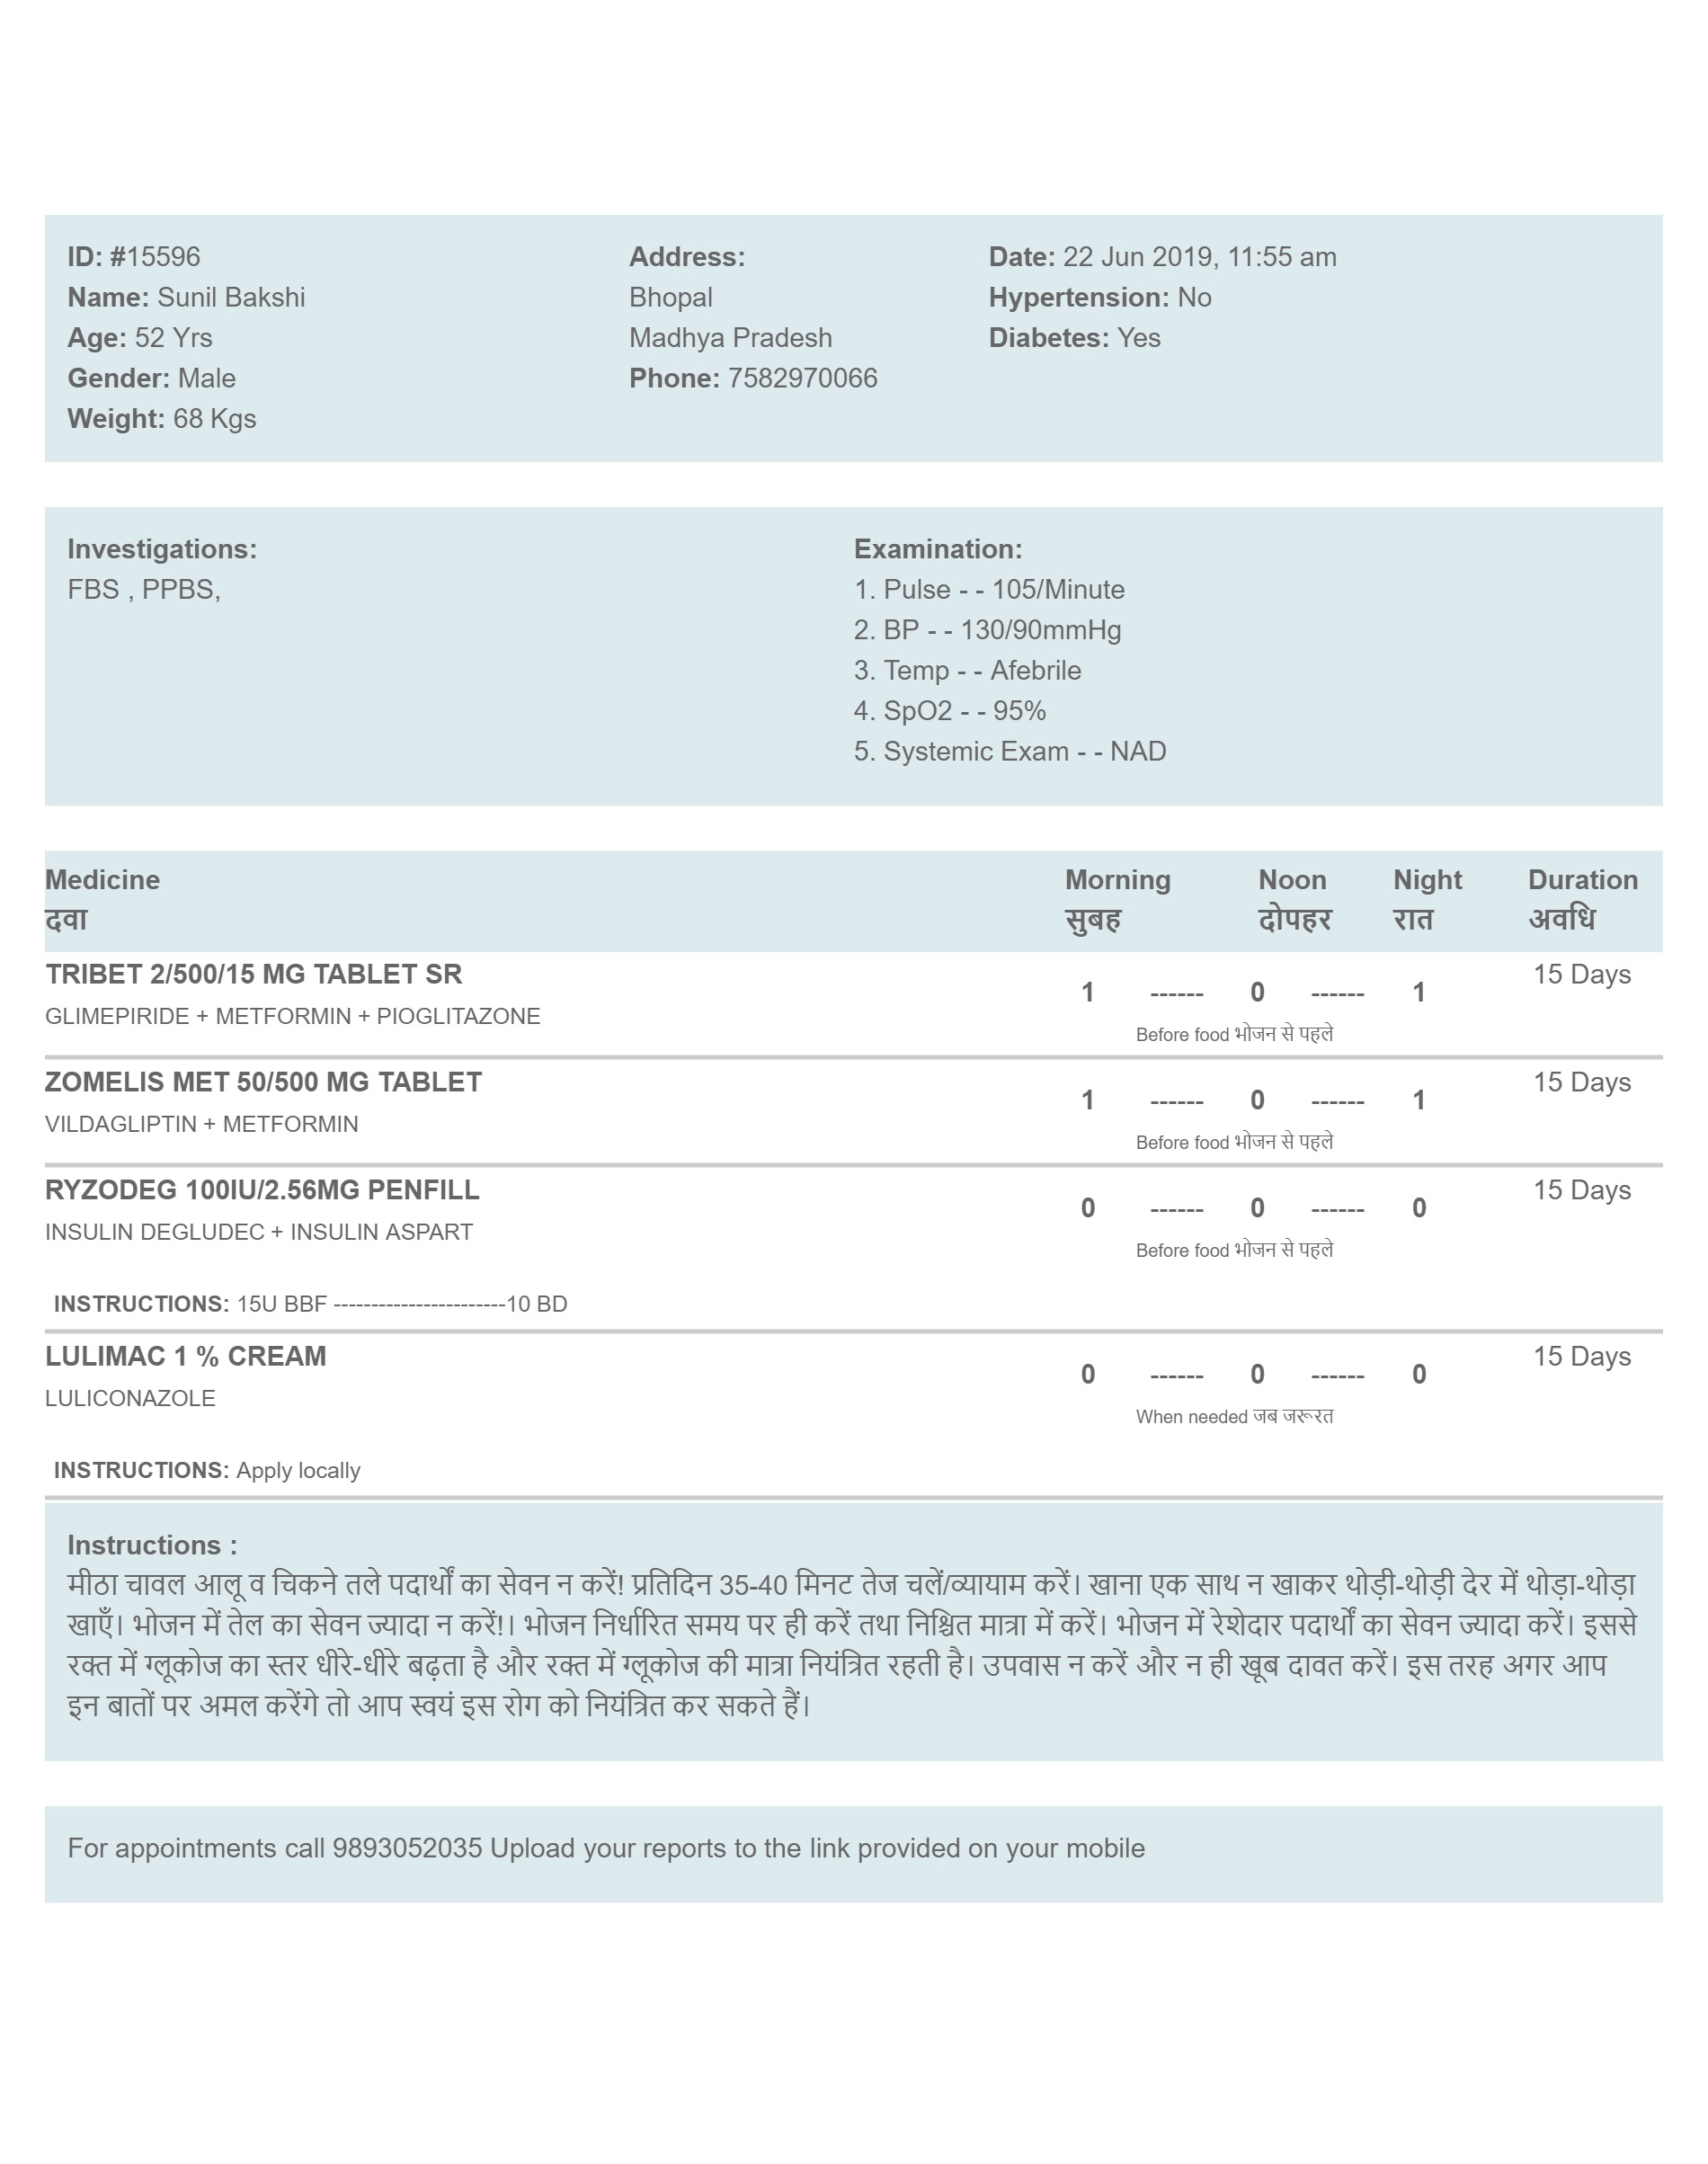 ID: #15596
Name: Sunil Bakshi
Age: 52 Yrs
Gender: Male
Weight: 68 Kgs
Address:
Bhopal
Madhya Pradesh
Phone: 7582970066
Date: 22 Jun 2019, 11:55 am
Hypertension: No
Diabetes: Yes
Investigations:
FBS , PPBS,
Examination:
1. Pulse - - 105/Minute
2. BP - - 130/90mmHg
3. Temp - - Afebrile
4. SpO2 - - 95%
5. Systemic Exam - - NAD
Medicine Morning Noon Night Duration
दवा सुबह दोपहर रात अवधि
TRIBET 2/500/15 MG TABLET SR 15 Days
1 ------ 0 ------ 1
GLIMEPIRIDE + METFORMIN + PIOGLITAZONE
Before food भोजन से पहले
ZOMELIS MET 50/500 MG TABLET 15 Days
1 ------ 0 ------ 1
VILDAGLIPTIN + METFORMIN
Before food भोजन से पहले
RYZODEG 100IU/2.56MG PENFILL 15 Days
0 ------ 0 ------ 0
INSULIN DEGLUDEC + INSULIN ASPART
Before food भोजन से पहले
INSTRUCTIONS: 15U BBF -----------------------10 BD
LULIMAC 1 % CREAM 15 Days
0 ------ 0 ------ 0
LULICONAZOLE
When needed जब जरूरत
INSTRUCTIONS: Apply locally
Instructions :
मीठा चावल आलू व चिकने तले पदार्थों का सेवन न करें! प्रतिदिन 35-40 मिनट तेज चलें/व्यायाम करें। खाना एक साथ न खाकर थोड़ी-थोड़ी देर में थोड़ा-थोड़ा
खाएँ। भोजन में तेल का सेवन ज्यादा न करें!। भोजन निर्धारित समय पर ही करें तथा निश्चित मात्रा में करें। भोजन में रेशेदार पदार्थों का सेवन ज्यादा करें। इससे
रक्त में ग्लूकोज का स्तर धीरे-धीरे बढ़ता है और रक्त में ग्लूकोज की मात्रा नियंत्रित रहती है। उपवास न करें और न ही खूब दावत करें। इस तरह अगर आप
इन बातों पर अमल करेंगे तो आप स्वयं इस रोग को नियंत्रित कर सकते हैं।
For appointments call 9893052035 Upload your reports to the link provided on your mobile